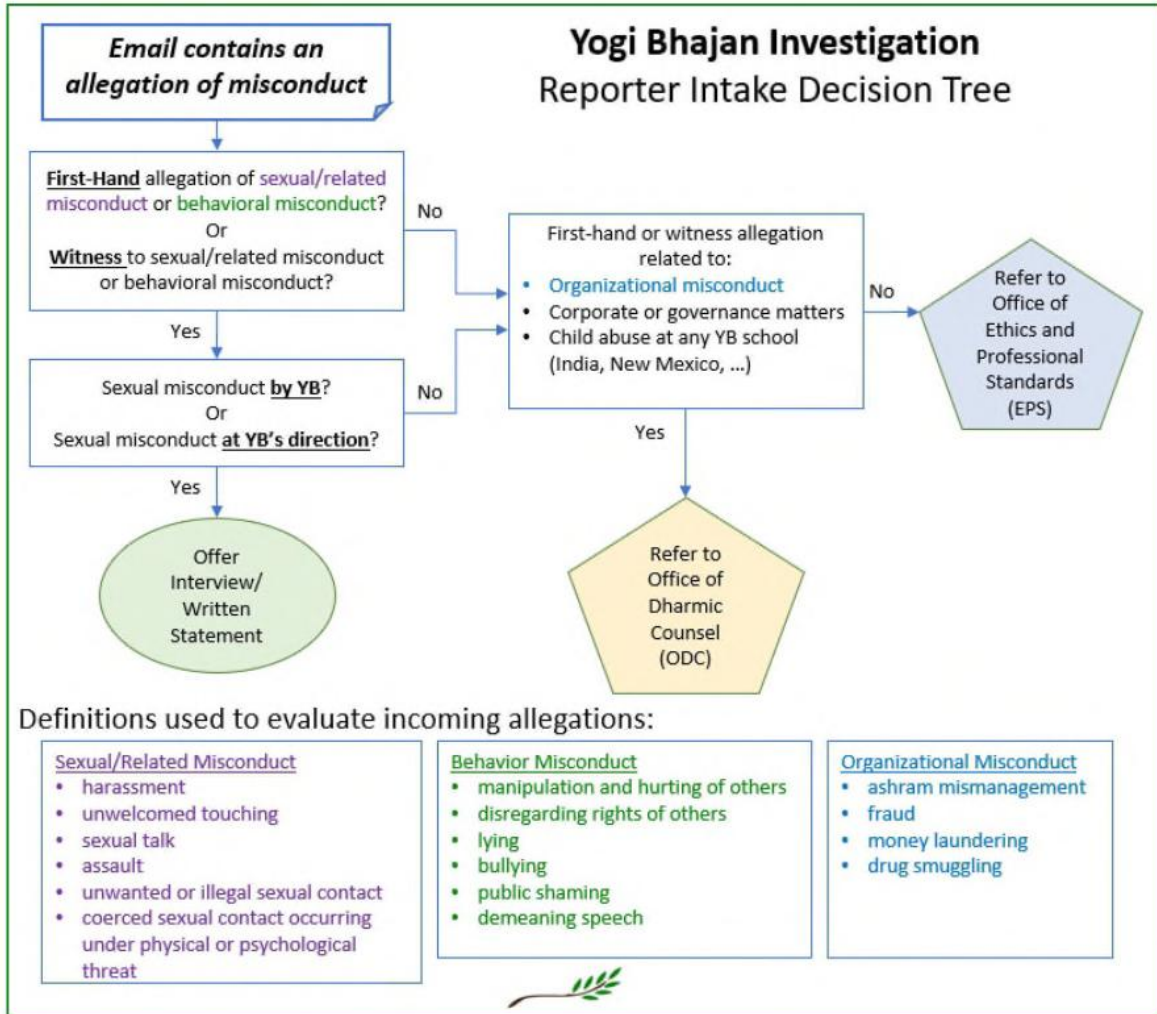 Email contains an
allegation of misconduct
Yogi Bhajan Investigation
Reporter Intake Decision Tree
First-Hand allegation of sexual/related
misconduct or behavioral misconduct?
Or
Witness to sexual/related misconduct
or behavioral misconduct?
No
Yes
Sexual misconduct by YB?
Or
Sexual misconduct at YB's direction?
No
Yes
Offer
Interview/
Written
Statement
First-hand or witness allegation
related to:
• Organizational misconduct
• Corporate or governance matters
• Child abuse at any YB school
(India, New Mexico, ...)
No
Yes
Refer to
Office of
Ethics and
Professional
Standards
(EPS)
Refer to
Office of
Dharmic
Counsel
(ODC)
Definitions used to evaluate incoming allegations:
Sexual/Related Misconduct
• harassment
• unwelcomed touching
• sexual talk
• assault
• unwanted or illegal sexual contact
• coerced sexual contact occurring
under physical or psychological
threat
Behavior Misconduct
• manipulation and hurting of others
• disregarding rights of others
• lying
• bullying
• public shaming
• demeaning speech
Organizational Misconduct
• ashram mismanagement
• fraud
• money laundering
• drug smuggling